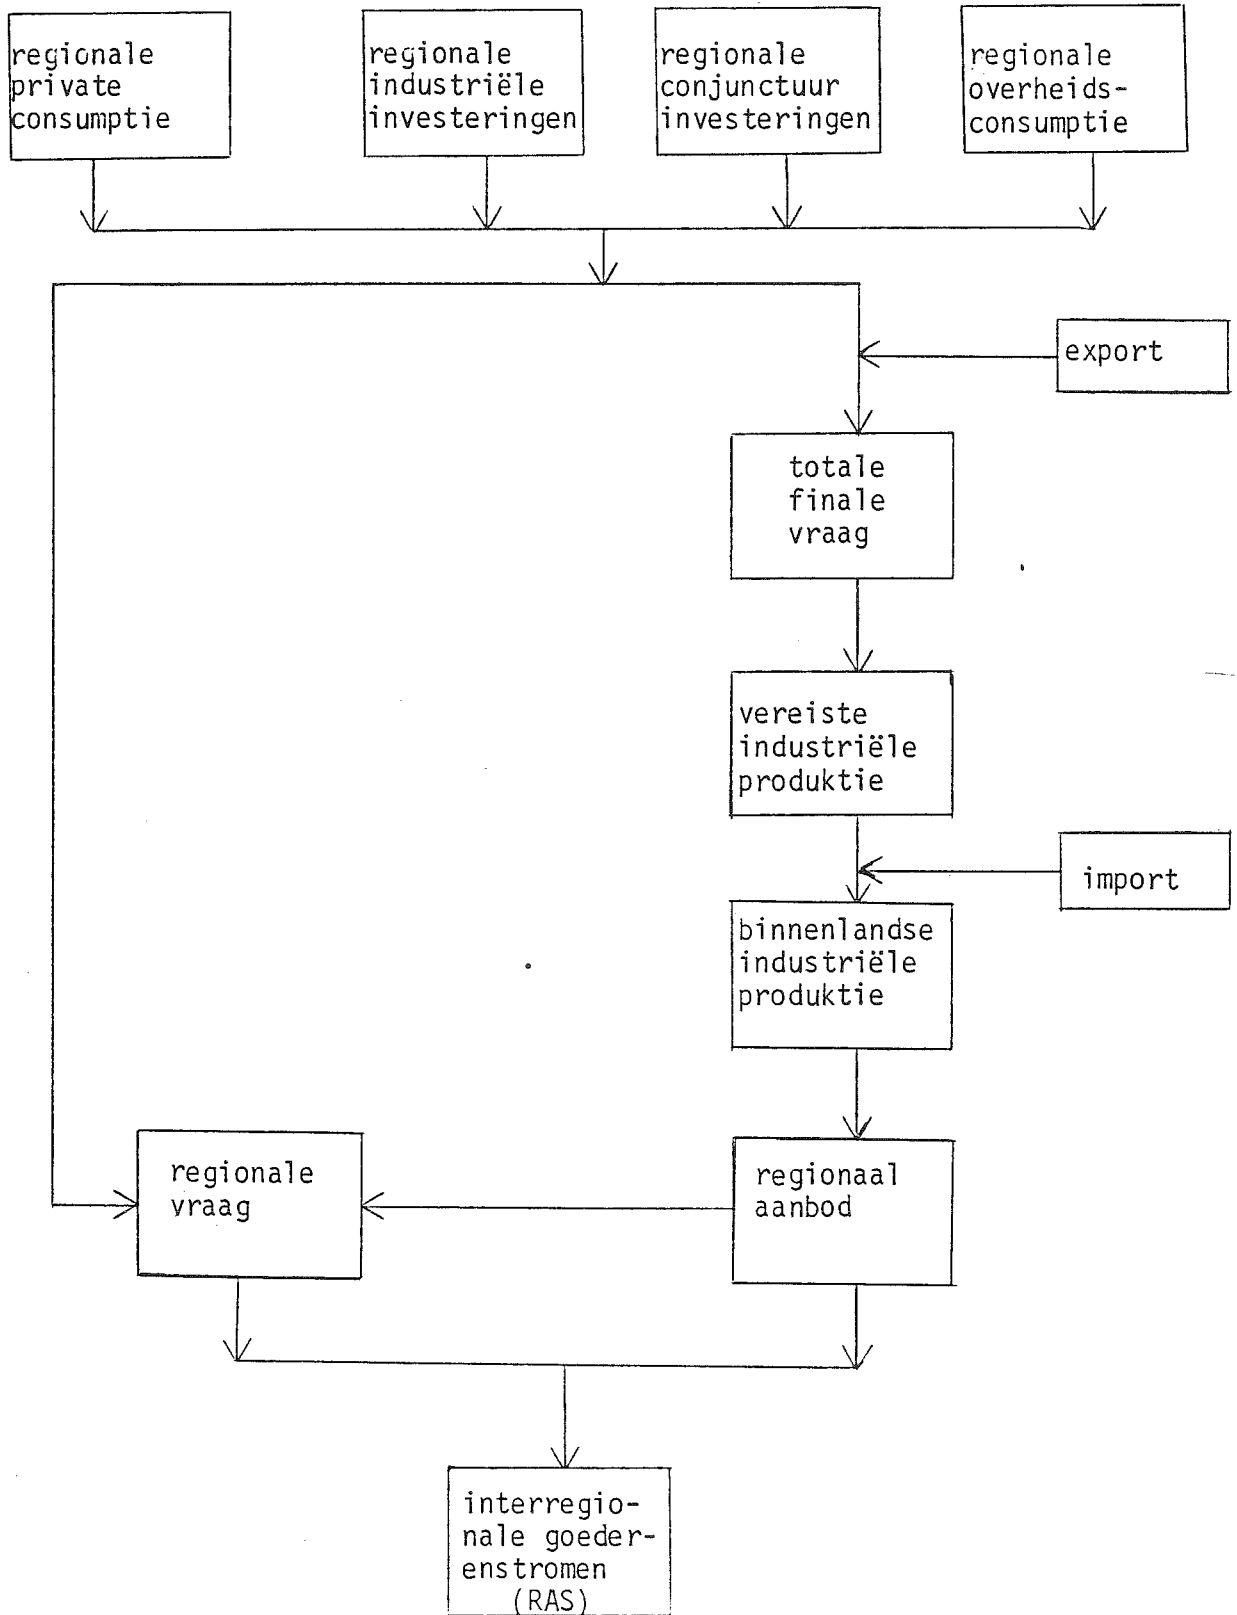 regionale
private
consumptie
regionale
industriële
investeringen
regionale
conjunctuur
investeringen
regionale
overheids-
consumptie
export
totale
finale
vraag
vereiste
industriële
produktie
import
binnenlandse
industriële
produktie
regionale
vraag
regionaal
aanbod
interregio-
nale goeder-
enstromen
(RAS)